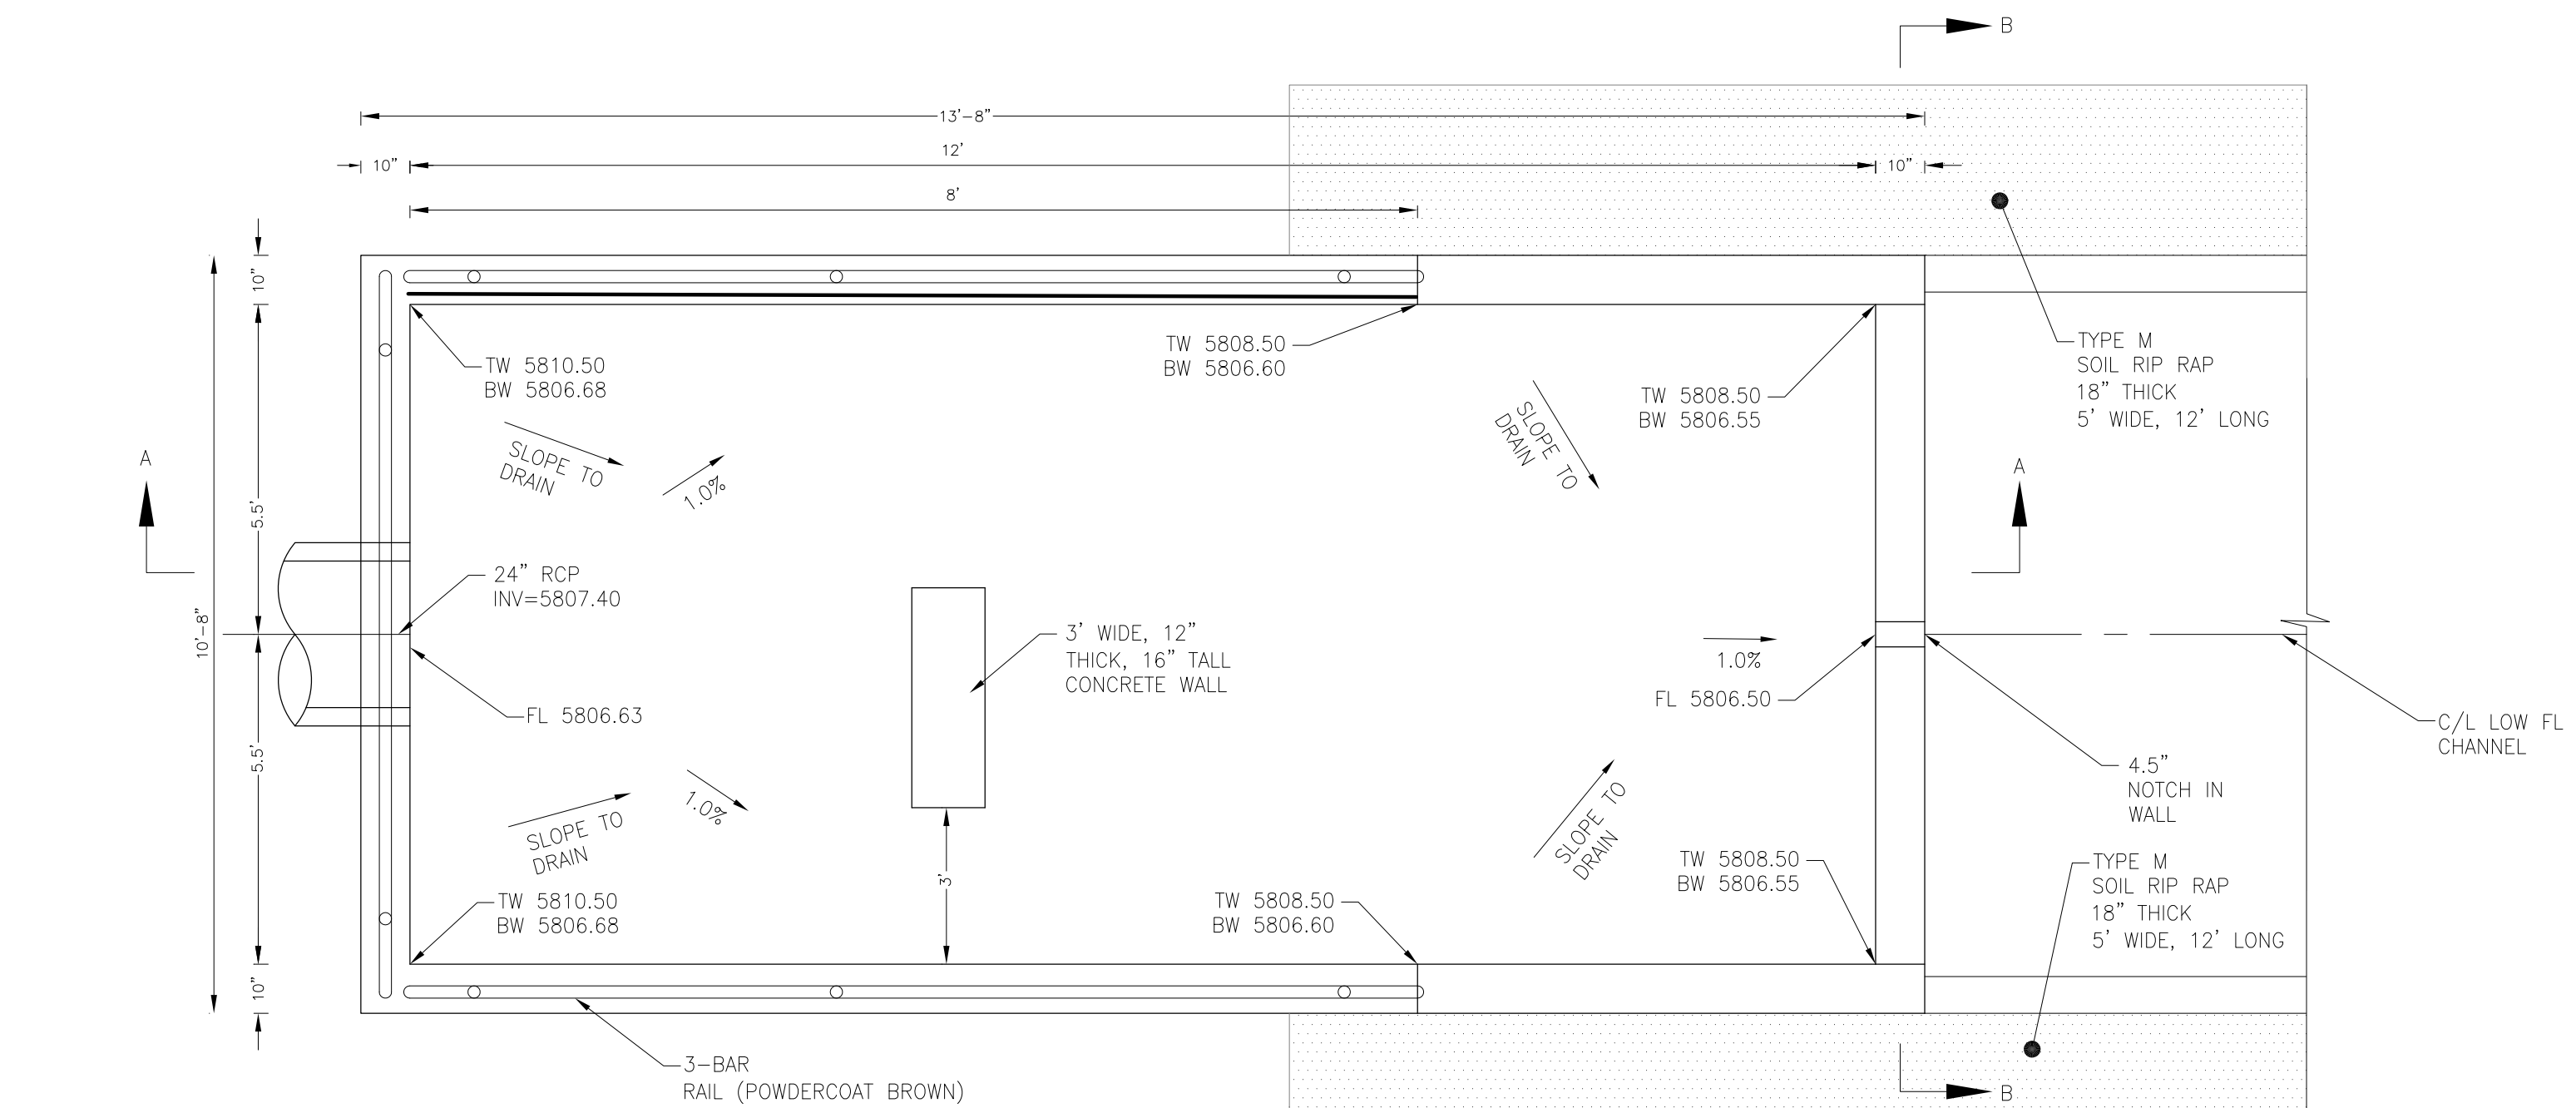 B
13'-8"
12'
10"
10"
8'
10"
TW 5810.50
BW 5806.68
TW 5808.50
BW 5806.60
TW 5808.50
BW 5806.55
TYPE M
SOIL RIP RAP
18" THICK
5' WIDE, 12' LONG
SLOPE TO
DRAIN
1.0%
SLOPE TO
DRAIN
A
A
5.5'
10'-8"
24" RCP
INV=5807.40
3' WIDE, 12"
THICK, 16" TALL
CONCRETE WALL
1.0%
FL 5806.50
FL 5806.63
C/L LOW FL
CHANNEL
4.5"
NOTCH IN
WALL
5.5'
1.0%
SLOPE TO
DRAIN
SLOPE TO
DRAIN
3'
TW 5810.50
BW 5806.68
TW 5808.50
BW 5806.60
TW 5808.50
BW 5806.55
TYPE M
SOIL RIP RAP
18" THICK
5' WIDE, 12' LONG
10"
3-BAR
RAIL (POWDERCOAT BROWN)
B